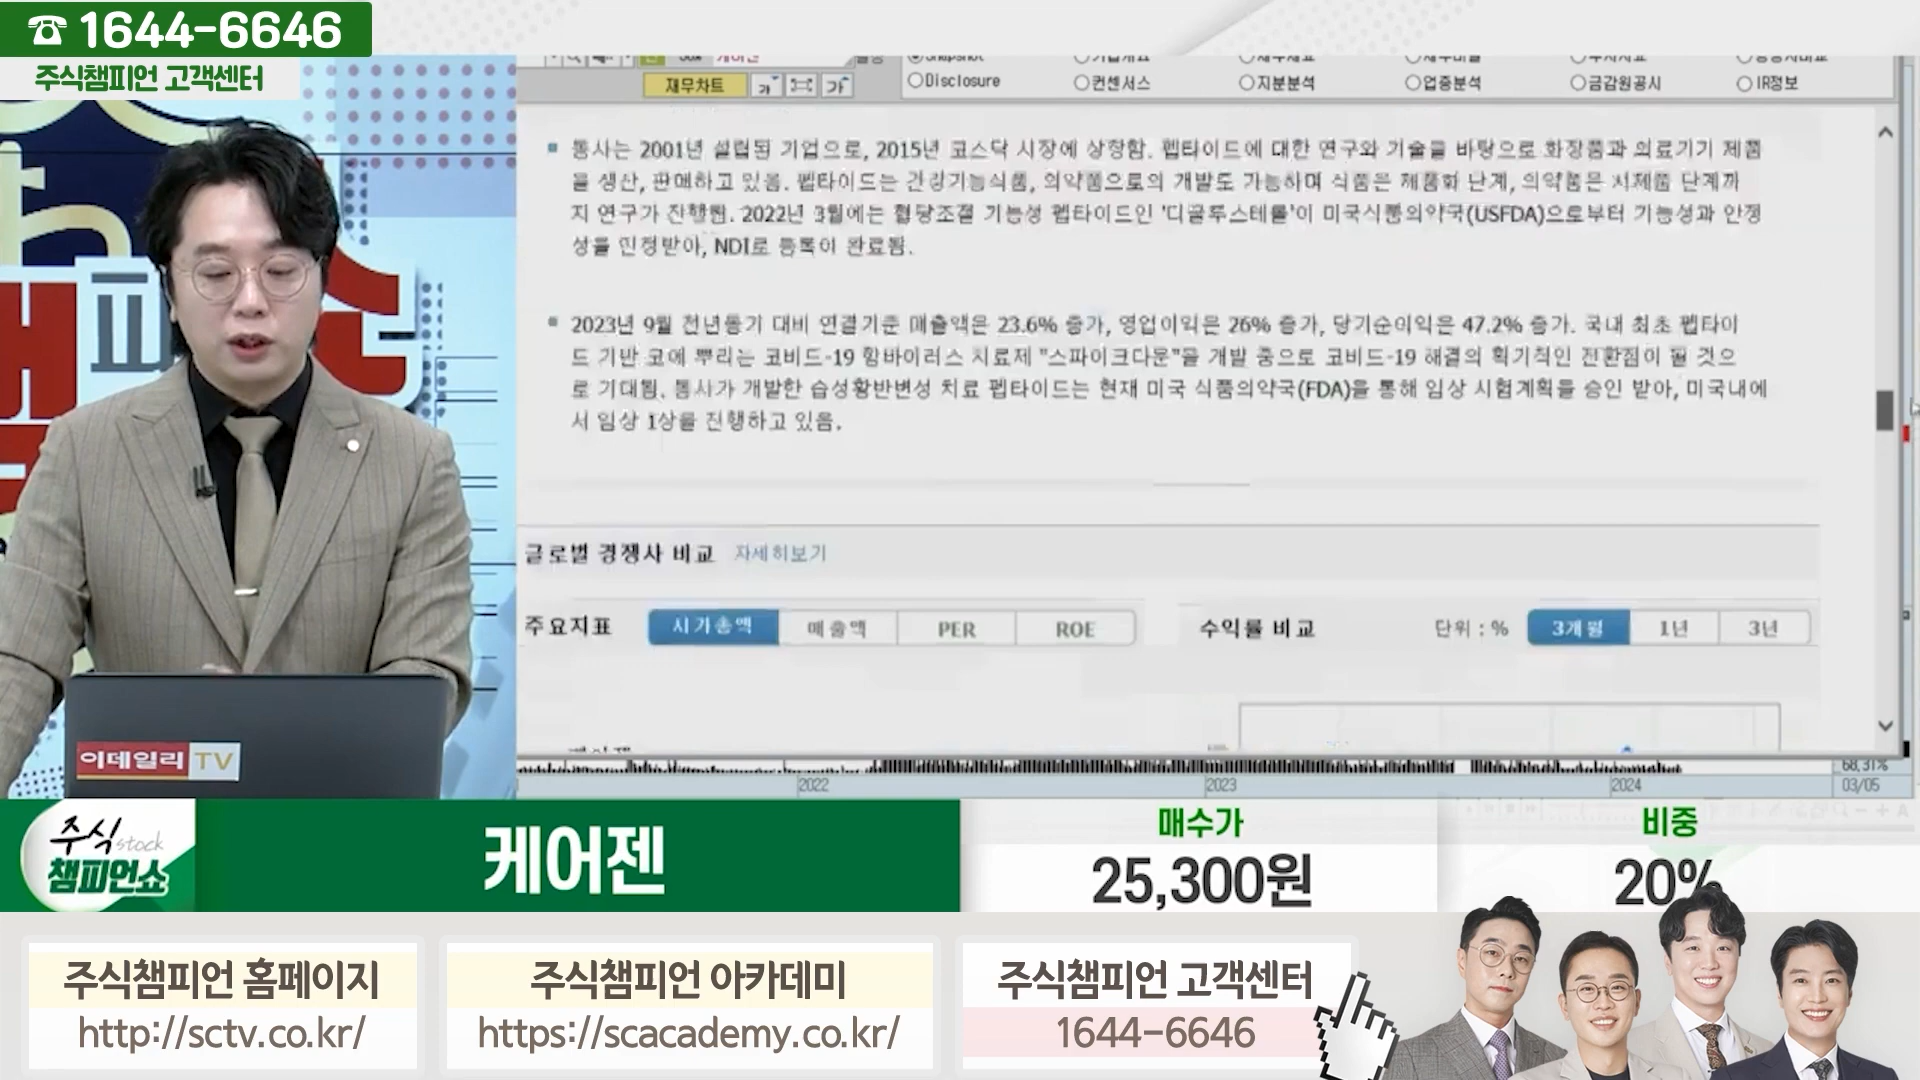 ☎ 1644-6646
주식챔피언 고객센터
재무차트
Disclosure
컨센서스
지분분석
업종분석
금감원공시
IR정보
동사는 2001년 설립된 기업으로, 2015년 코스닥 시장에 상장함. 펩타이드에 대한 연구와 기술을 바탕으로 화장품과 의료기기 제품
을 생산, 판매하고 있음. 펩타이드는 건강기능식품, 의약품으로의 개발도 가능하며 식품은 제품화 단계, 의약품은 시제품 단계까
지 연구가 진행됨. 2022년 3월에는 혈당조절 기능성 펩타이드인 '디글루스테롤'이 미국식품의약국(USFDA)으로부터 기능성과 안정
성을 인정받아, NDI로 등록이 완료됨.
2023년 9월 전년동기 대비 연결기준 매출액은 23.6% 증가, 영업이익은 26% 증가, 당기순이익은 47.2% 증가. 국내 최초 펩타이
드 기반 코에 뿌리는 코비드-19 항바이러스 치료제 "스파이크다운"을 개발 중으로 코비드-19 해결의 획기적인 전환점이 될 것으
로 기대됨. 동사가 개발한 습성황반변성 치료 펩타이드는 현재 미국 식품의약국(FDA)을 통해 임상 시험계획을 승인 받아, 미국내에
서 임상 1상을 진행하고 있음.
글로벌 경쟁사 비교 자세히보기
주요지표 시가총액 매출액 PER ROE
수익률 비교 단위 : % 3개월 1년 3년
2022
2023
2024
68,31%
03/05
이데일리 TV
주식 stock
챔피언쇼
케어젠
매수가
25,300원
비중
20%
주식챔피언 홈페이지
http://sctv.co.kr/
주식챔피언 아카데미
https://scacademy.co.kr/
주식챔피언 고객센터
1644-6646